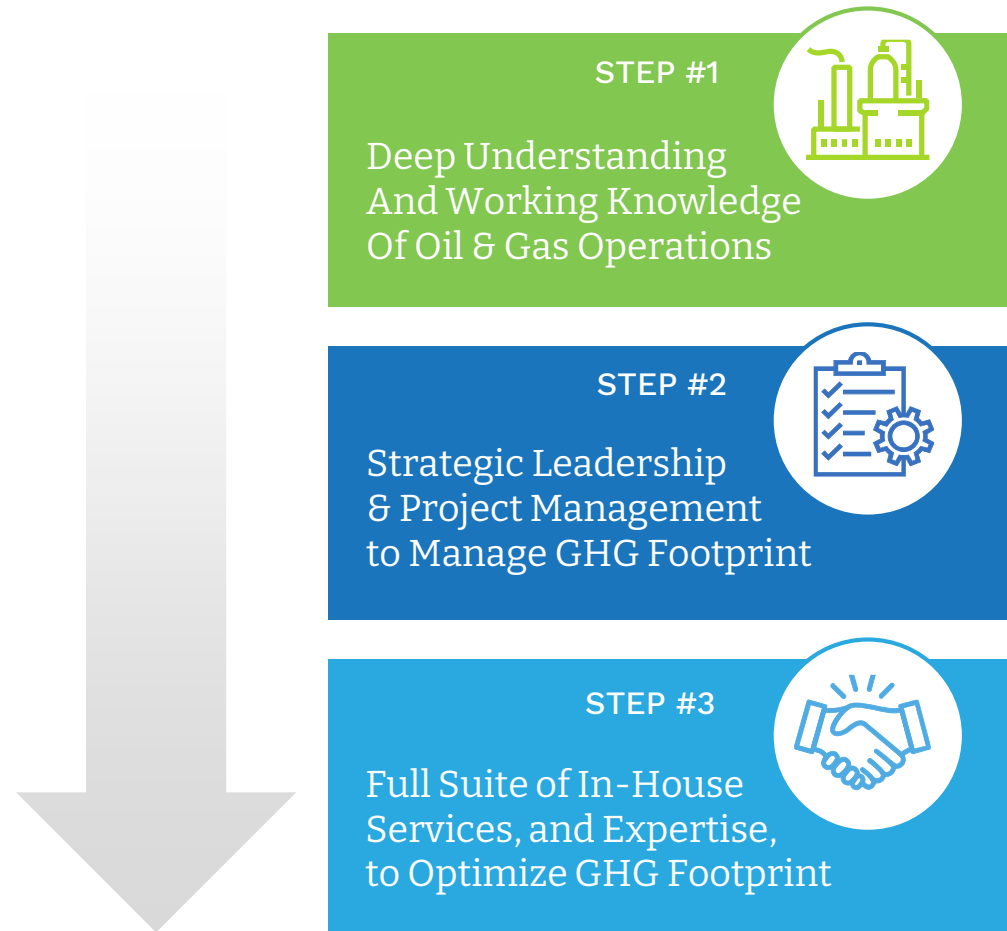 STEP #1
Deep Understanding
And Working Knowledge
Of Oil & Gas Operations
STEP #2
Strategic Leadership
& Project Management
to Manage GHG Footprint
STEP #3
Full Suite of In-House
Services, and Expertise,
to Optimize GHG Footprint